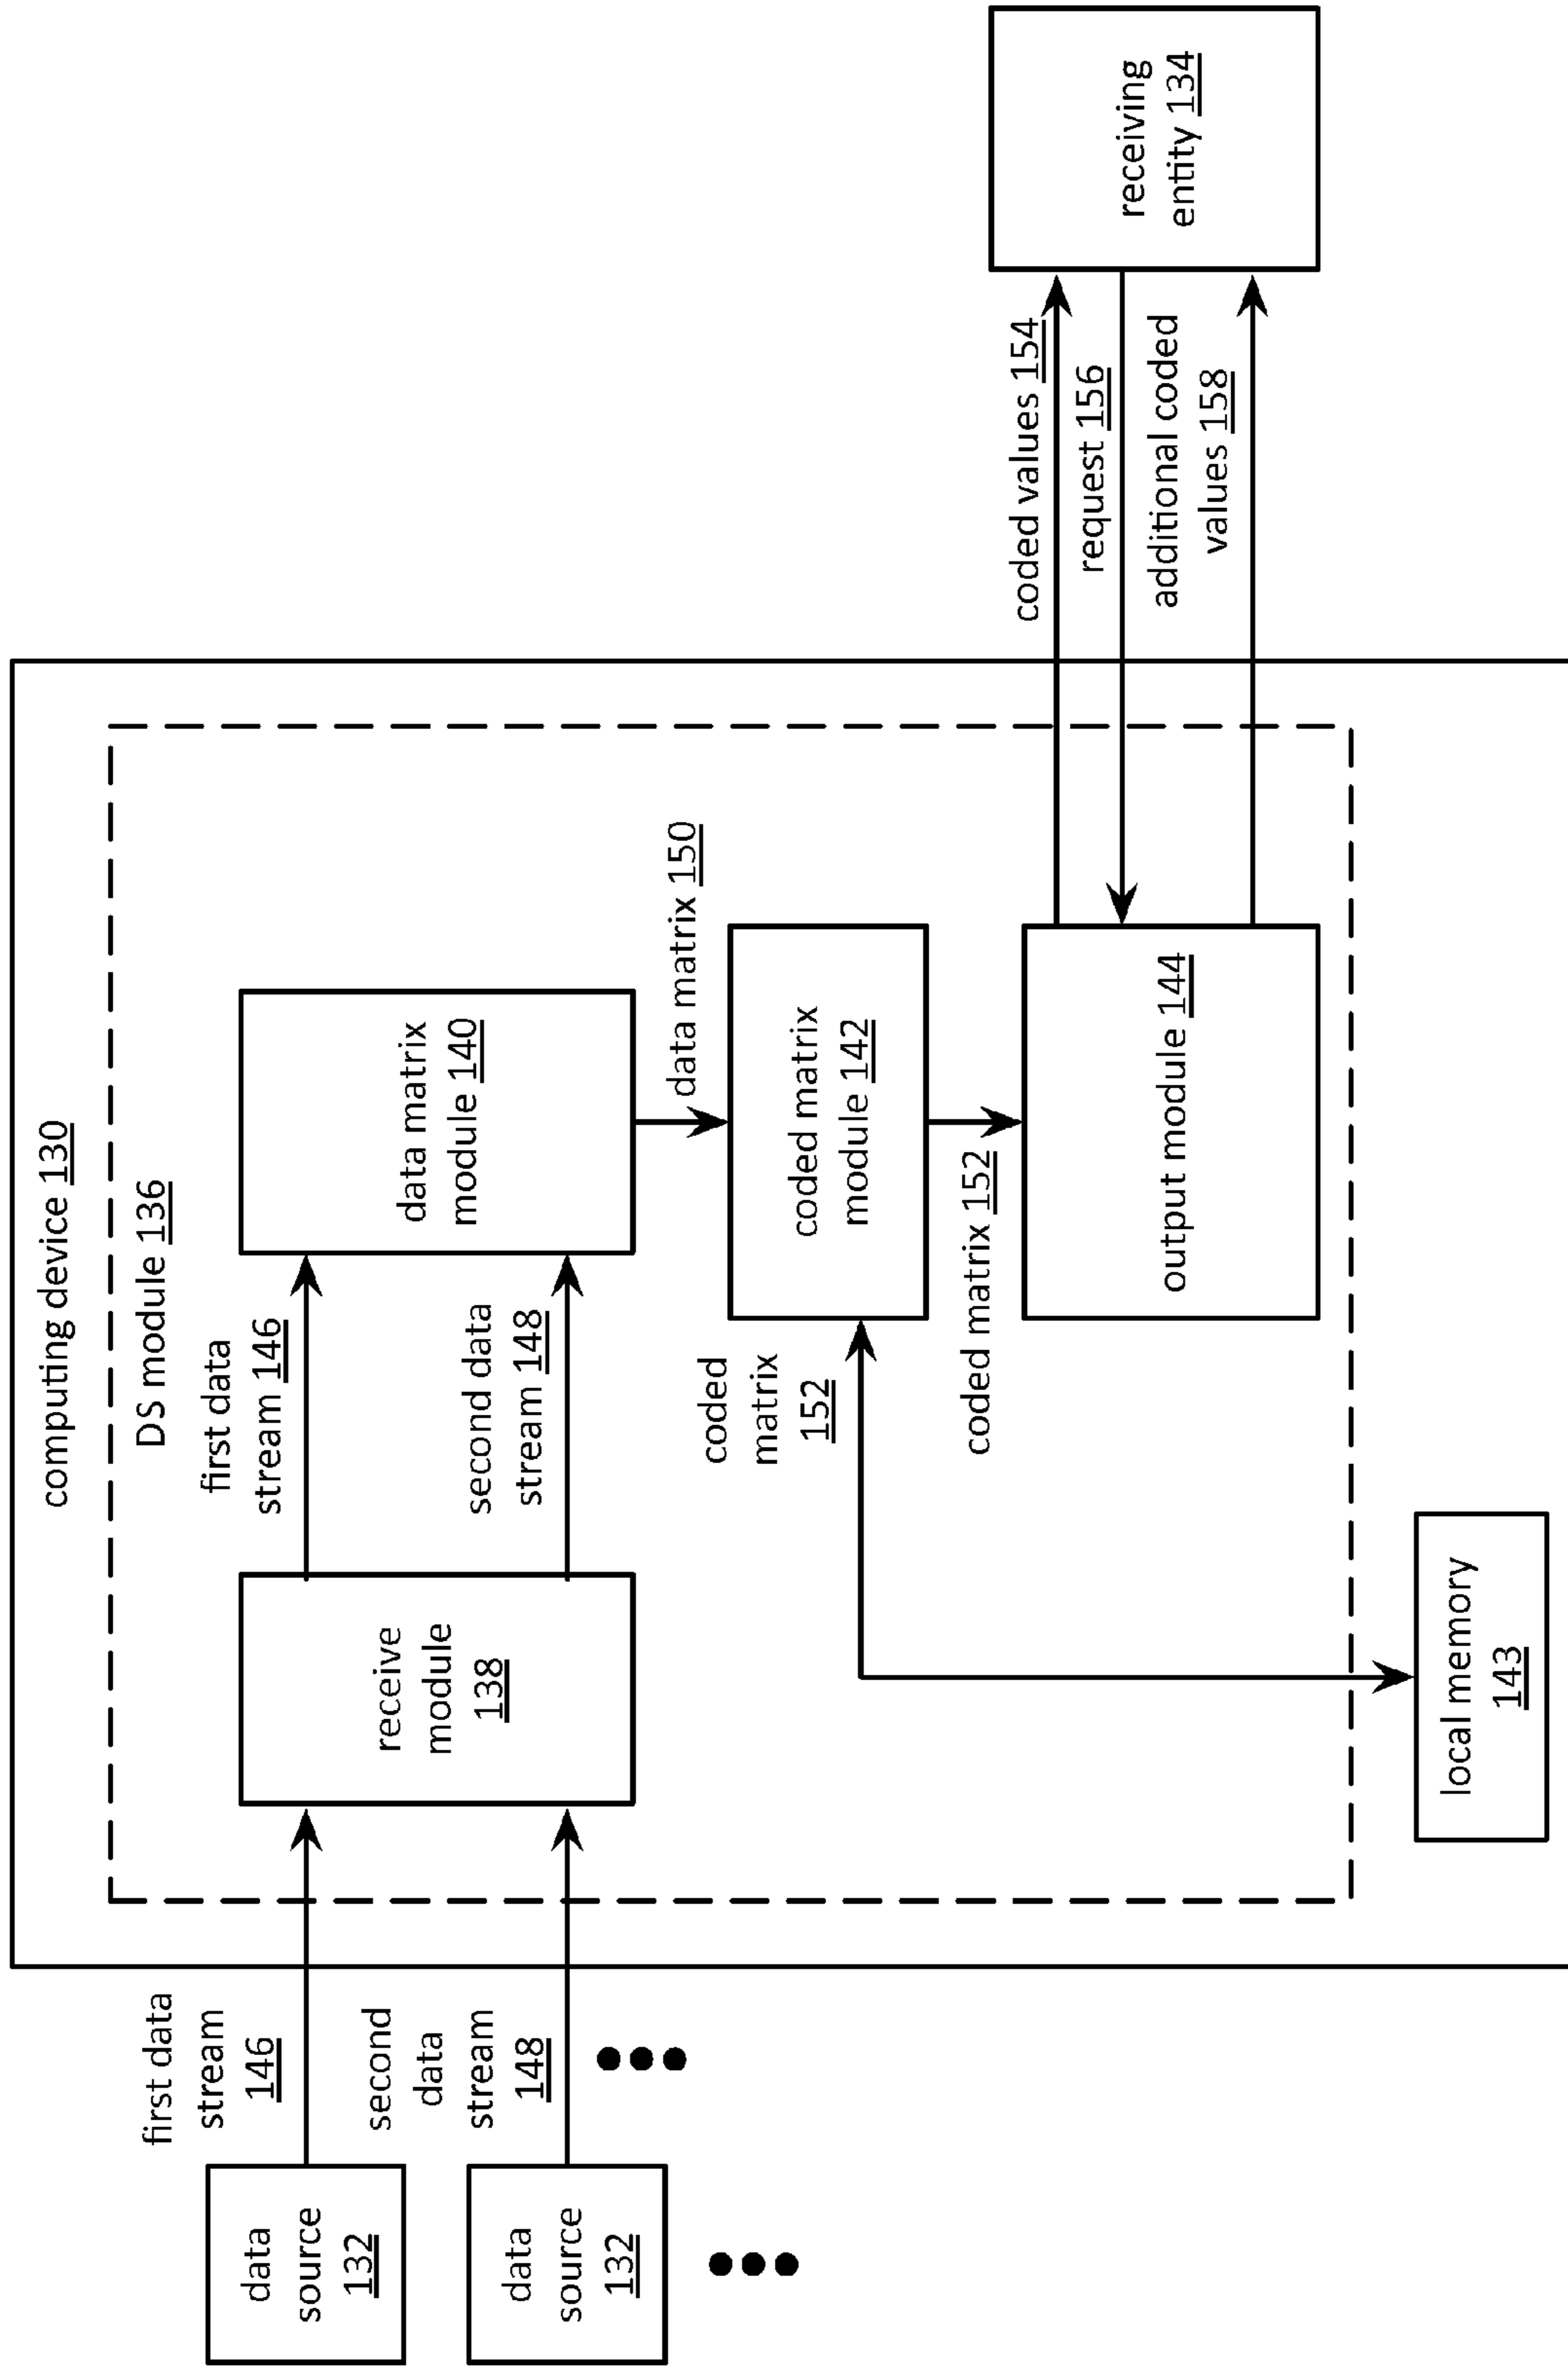 computing device 130
DS module 136
data
source
132
data
source
132
first data
stream
146
second
data
stream
148
receive
module
138
first data
stream 146
second data
stream 148
data matrix
module 140
data matrix 150
coded
matrix
152
coded matrix
module 142
coded matrix 152
output module 144
local memory
143
coded values 154
request 156
additional coded
values 158
receiving
entity 134